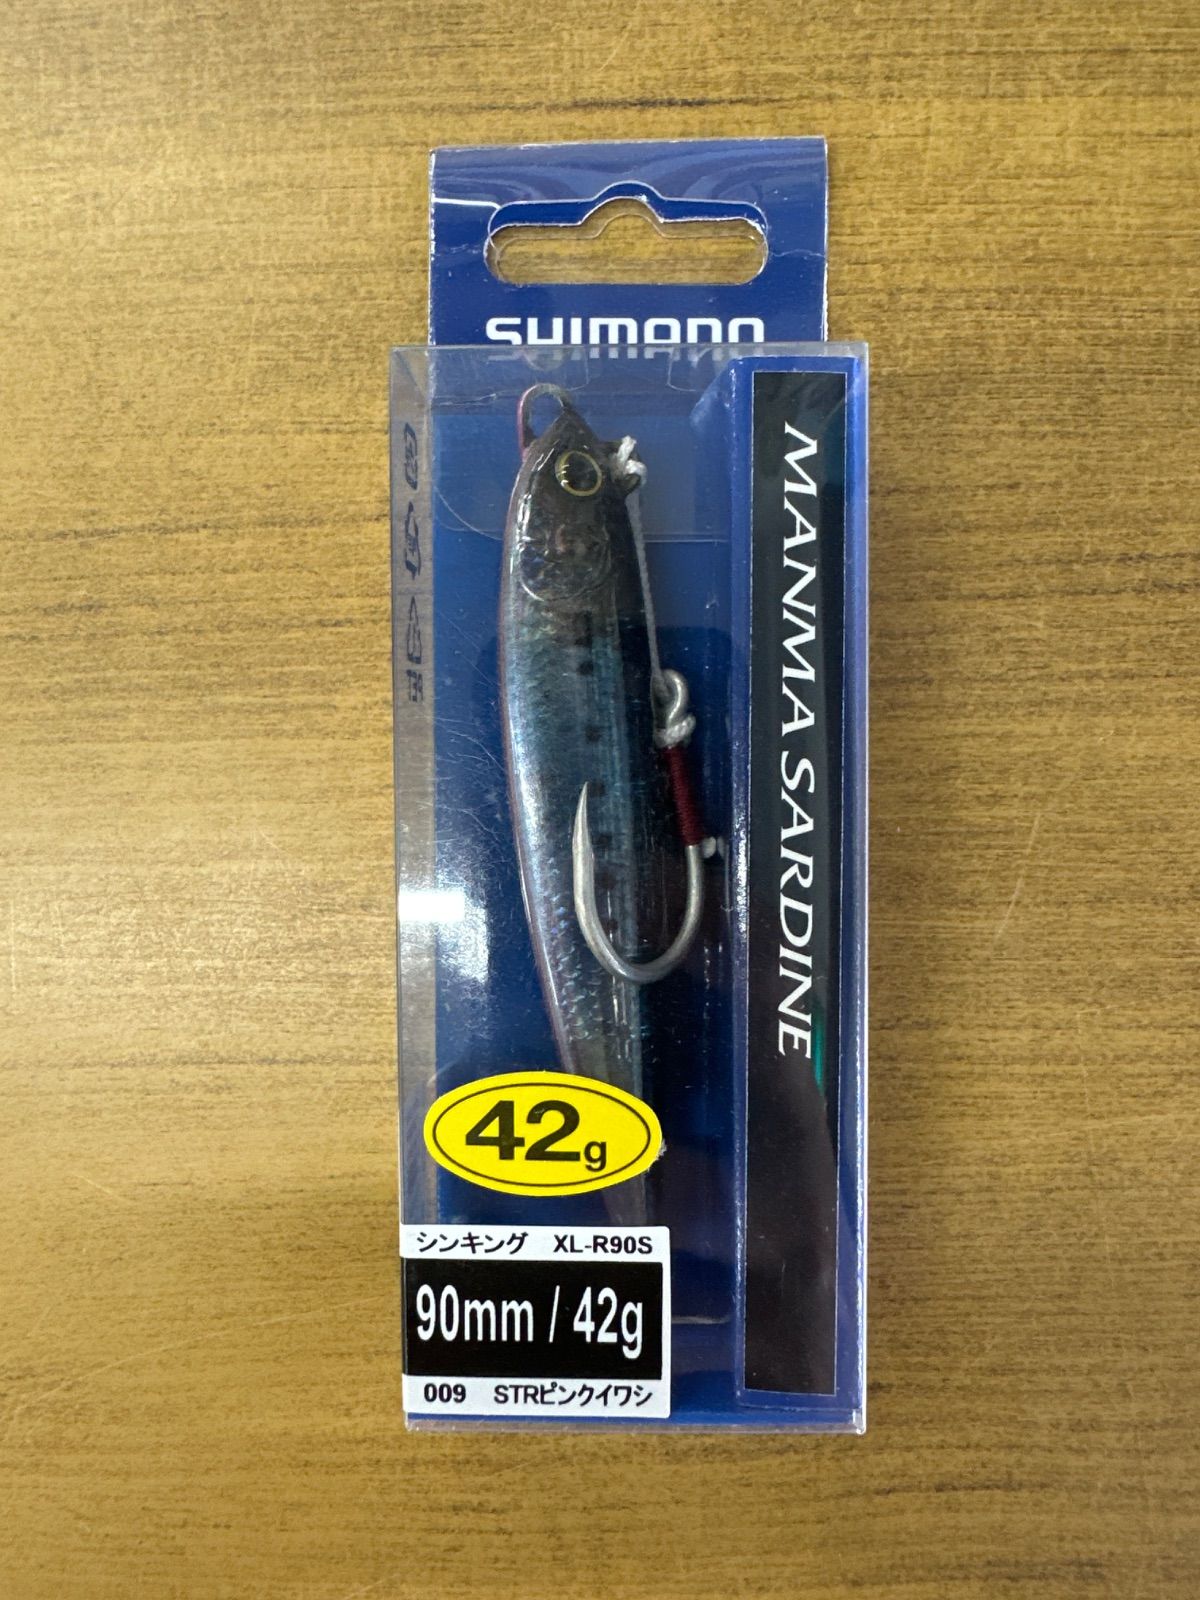 SHIMANO
MANMA SARDINE
42g
シンキング XL-R90S
90mm / 42g
009 STRピンクイワシ